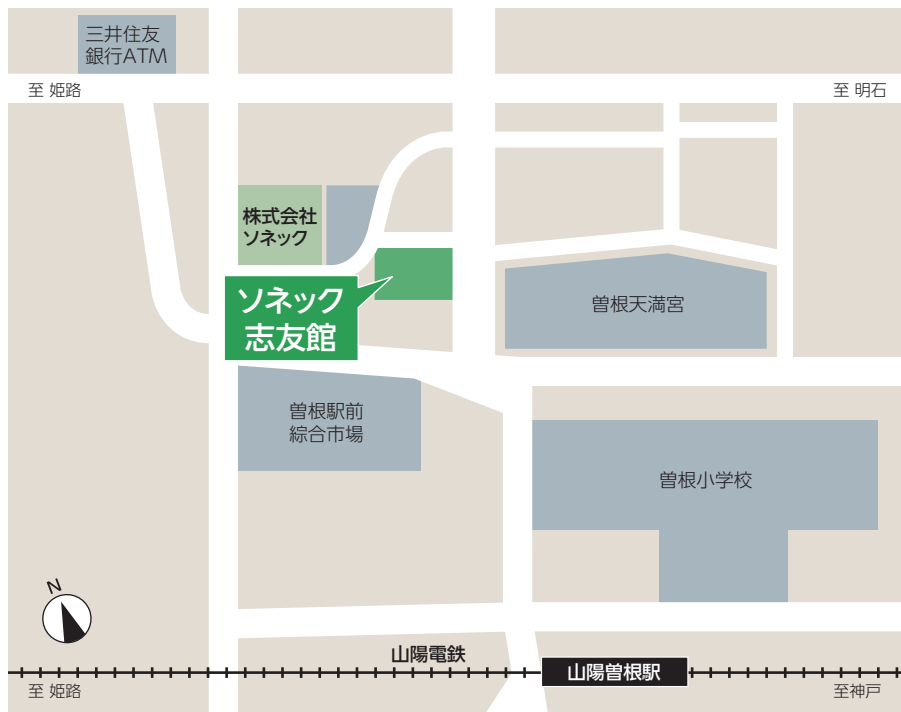 三井住友
銀行ATM
至 姫路
至 明石
株式会社
ソネック
ソネック
志友館
曽根天満宮
曽根駅前
綜合市場
曽根小学校
N
山陽電鉄
山陽曽根駅
至 姫路
至神戸